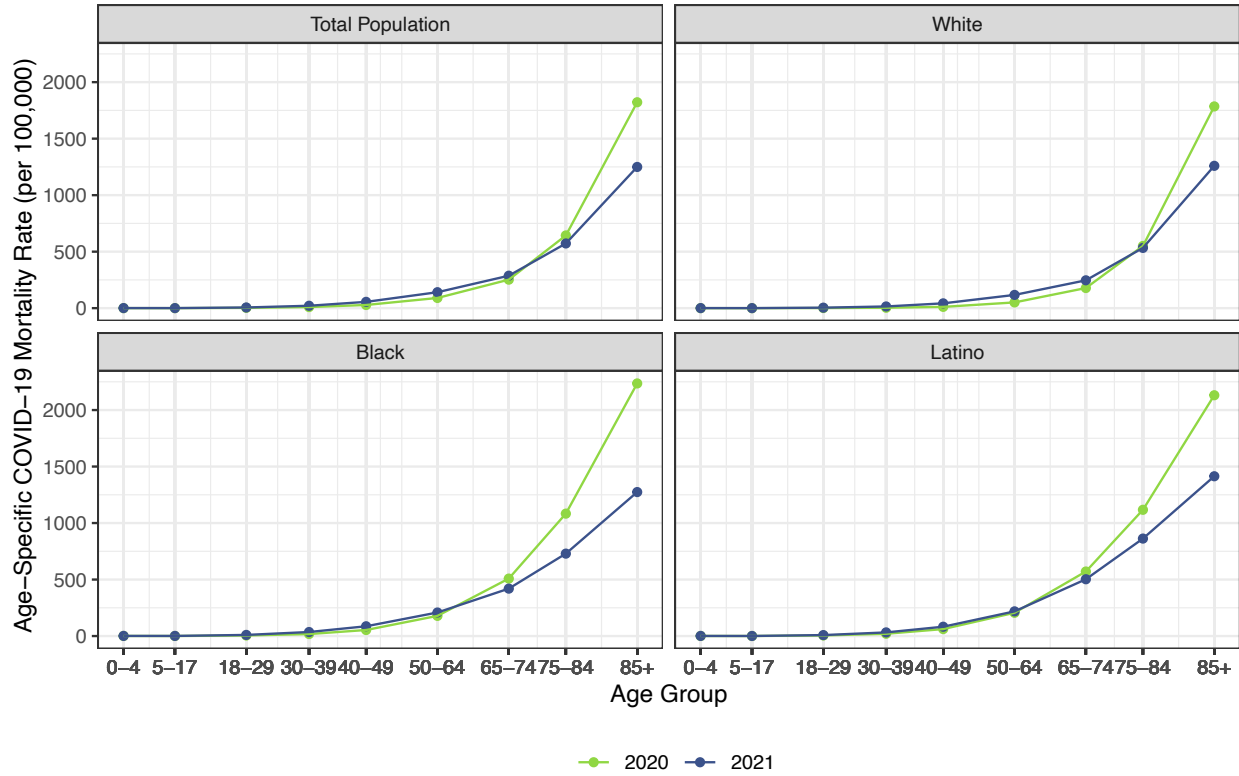 Total Population
White
Age−Specific COVID−19 Mortality Rate (per 100,000)
2000
1500
1000
500
0
Black
Latino
2000
1500
1000
500
0
0−4 5−17 18−29 30−39 40−49 50−64 65−74 75−84 85+
0−4 5−17 18−29 30−39 40−49 50−64 65−74 75−84 85+
Age Group
2020 2021